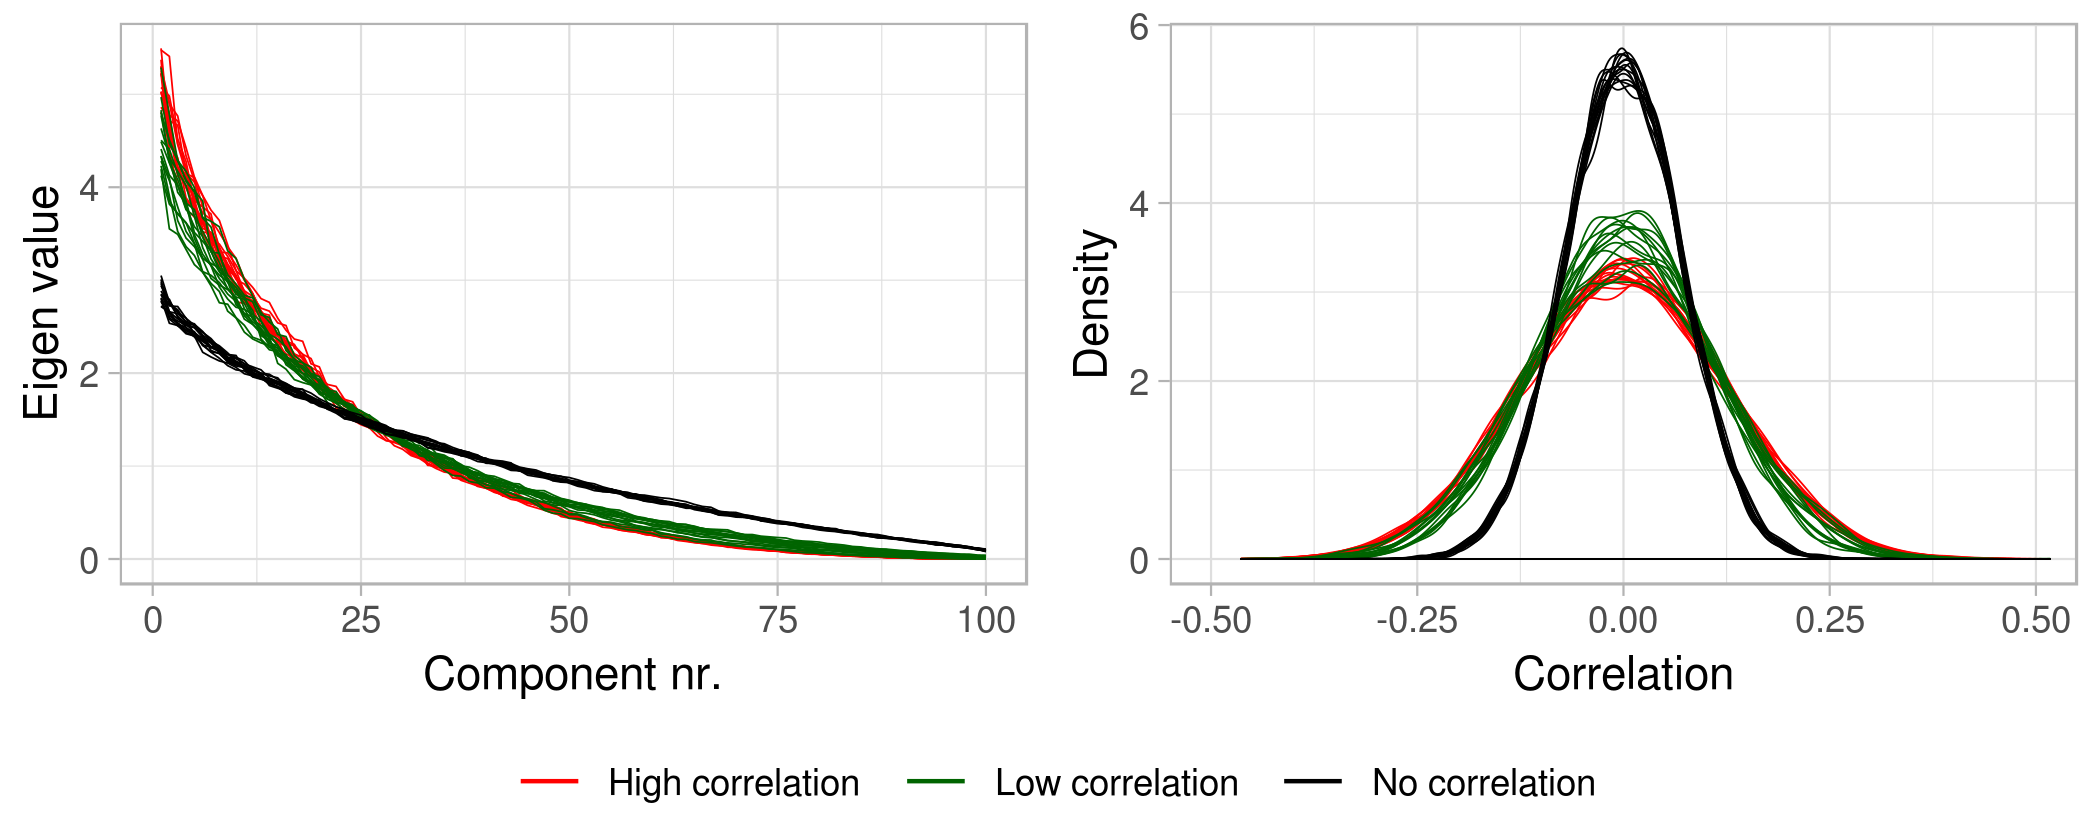 Eigen value
4
2
0
0 25 50 75 100
Component nr.
Density
6
4
2
0
-0.50 -0.25 0.00 0.25 0.50
Correlation
High correlation Low correlation No correlation